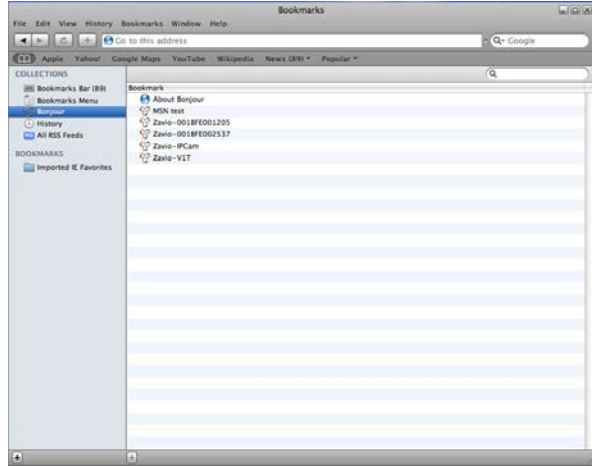 Bookmarks
File Edit View History Bookmarks Window Help
Go to this address
Google
Apple Yahoo! Google Maps YouTube Wikipedia News (89) Popular
COLLECTIONS
Bookmarks Bar (89)
Bookmarks Menu
Bonjour
History
All RSS Feeds
BOOKMARKS
Imported IE Favorites
Bookmark
About Bonjour
MSN test
Zavio-0018FE001205
Zavio-0018FE002537
Zavio-IPCam
Zavio-V1T